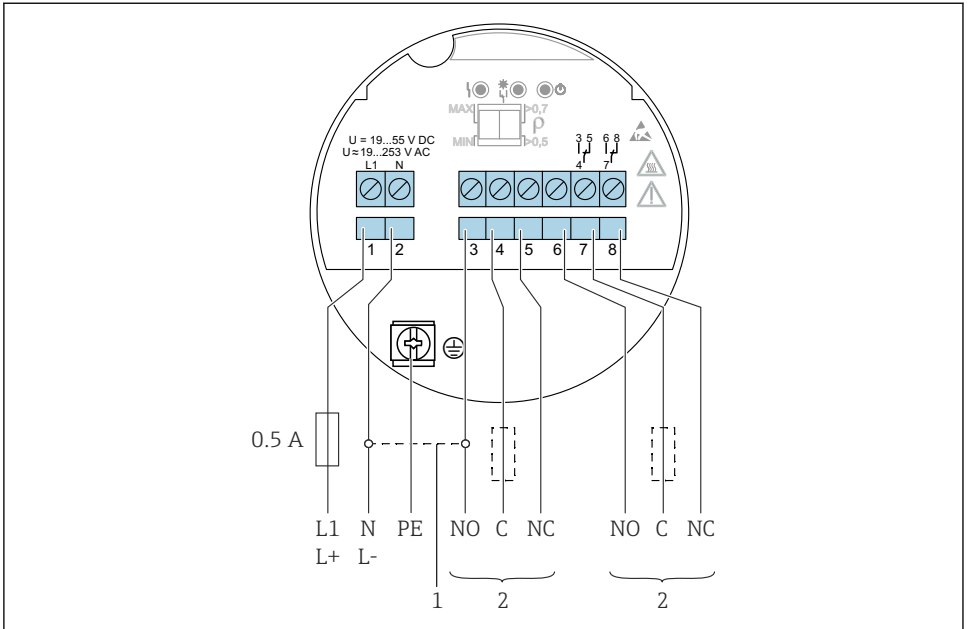 MAX >0,7
ρ
MIN >0,5
U = 19...55 V DC
U≈19...253 V AC
L1 N
3 5 6 8
4 7
1 2 3 4 5 6 7 8
0.5 A
L1 N PE NO C NC NO C NC
L+ L-
1 2 2